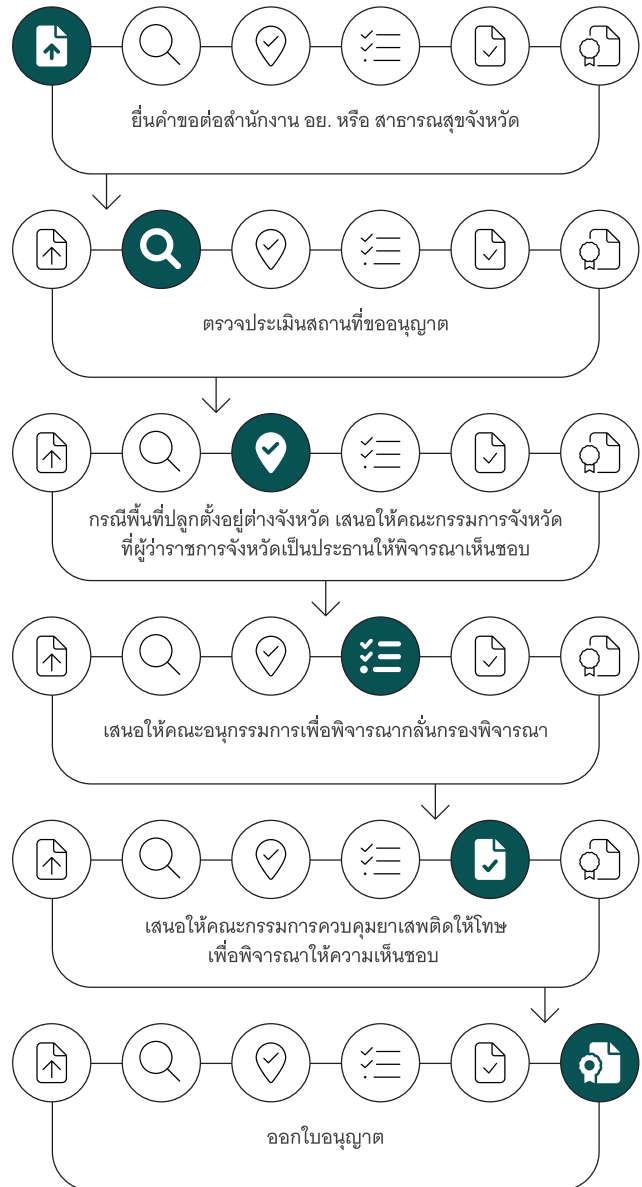 ยื่นคำขอต่อสำนักงาน อย. หรือ สาธารณสุขจังหวัด
ตรวจประเมินสถานที่ขออนุญาต
กรณีพื้นที่ปลูกตั้งอยู่ต่างจังหวัด เสนอให้คณะกรรมการจังหวัด
ที่ผู้ว่าราชการจังหวัดเป็นประธานให้พิจารณาเห็นชอบ
เสนอให้คณะอนุกรรมการเพื่อพิจารณากลั่นกรองพิจารณา
เสนอให้คณะกรรมการควบคุมยาเสพติดให้โทษ
เพื่อพิจารณาให้ความเห็นชอบ
ออกใบอนุญาต